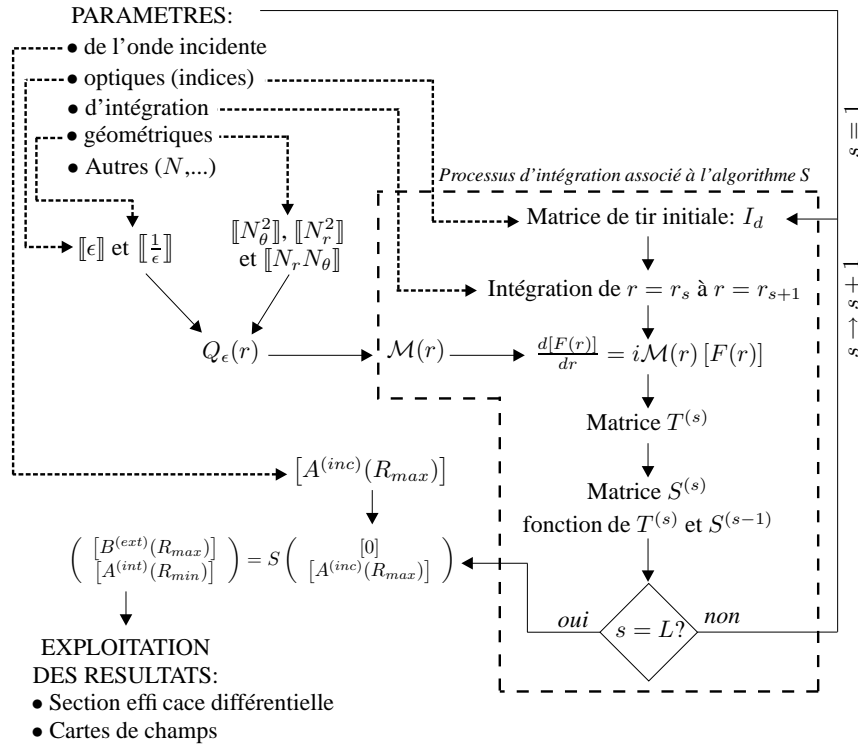 PARAMETRES:
• de l'onde incidente
• optiques (indices)
• d'intégration
• géométriques
• Autres (N,...)
s = 1
s → s + 1
Processus d'intégration associé à l'algorithme S
Matrice de tir initiale: I_d
⟦ϵ⟧ et ⟦1/ϵ⟧
⟦N_θ^2⟧, ⟦N_r^2⟧
et ⟦N_r N_θ⟧
Intégration de r = r_s à r = r_{s+1}
Q_ϵ(r)
ℳ(r)
d[F(r)]/dr = iℳ(r) [F(r)]
Matrice T^(s)
[A^(inc)(R_max)]
Matrice S^(s)
fonction de T^(s) et S^(s−1)
( [B^(ext)(R_max)] [A^(int)(R_min)] ) = S ( [0] [A^(inc)(R_max)] )
oui
s = L?
non
EXPLOITATION
DES RESULTATS:
• Section effi cace différentielle
• Cartes de champs